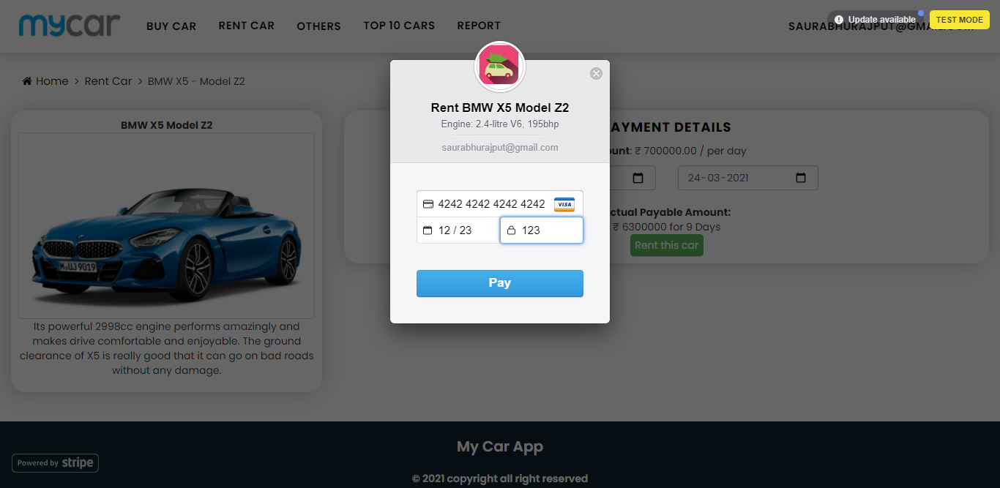 mycar
BUY CAR
RENT CAR
OTHERS
TOP 10 CARS
REPORT
SAURABHURAJPUT@GMAIL.COM
Update available
TEST MODE
Home > Rent Car > BMW X5 - Model Z2
BMW X5 Model Z2
M UJ 9019
Its powerful 2998cc engine performs amazingly and
makes drive comfortable and enjoyable. The ground
clearance of X5 is really good that it can go on bad roads
without any damage.
Rent BMW X5 Model Z2
Engine: 2.4-litre V6, 195bhp
saurabhurajput@gmail.com
4242 4242 4242 4242
VISA
12 / 23
123
Pay
AYMENT DETAILS
ount: ₹ 700000.00 / per day
24-03-2021
ctual Payable Amount:
₹ 6300000 for 9 Days
Rent this car
My Car App
Powered by stripe
© 2021 copyright all right reserved